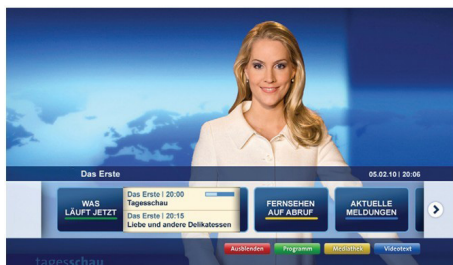 Das Erste
05.02.10 | 20:06
WAS
LÄUFT JETZT
Das Erste | 20:00
Tagesschau
Das Erste | 20:15
Liebe und andere Delikatessen
FERNSEHEN
AUF ABRUF
AKTUELLE
MELDUNGEN
Ausblenden
Programm
Mediathek
Videotext
tagesschau